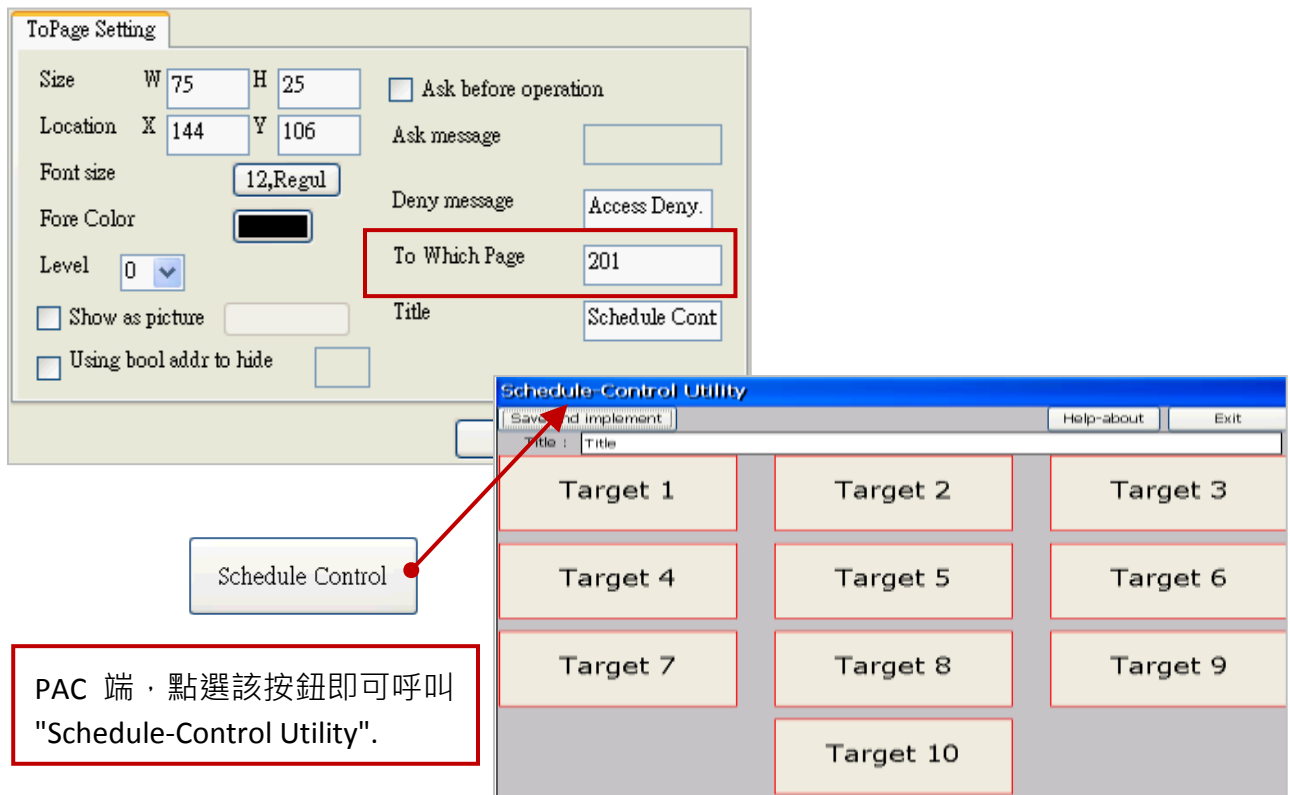 ToPage Setting
Size W 75 H 25
Ask before operation
Location X 144 Y 106
Ask message
Font size 12,Regul
Deny message Access Deny.
Fore Color
To Which Page 201
Level 0
Show as picture
Title Schedule Cont
Using bool addr to hide
Schedule-Control Utility
Save and implement Help-about Exit
Title : Title
Target 1 Target 2 Target 3
Target 4 Target 5 Target 6
Target 7 Target 8 Target 9
Target 10
Schedule Control
PAC 端，點選該按鈕即可呼叫
"Schedule-Control Utility".